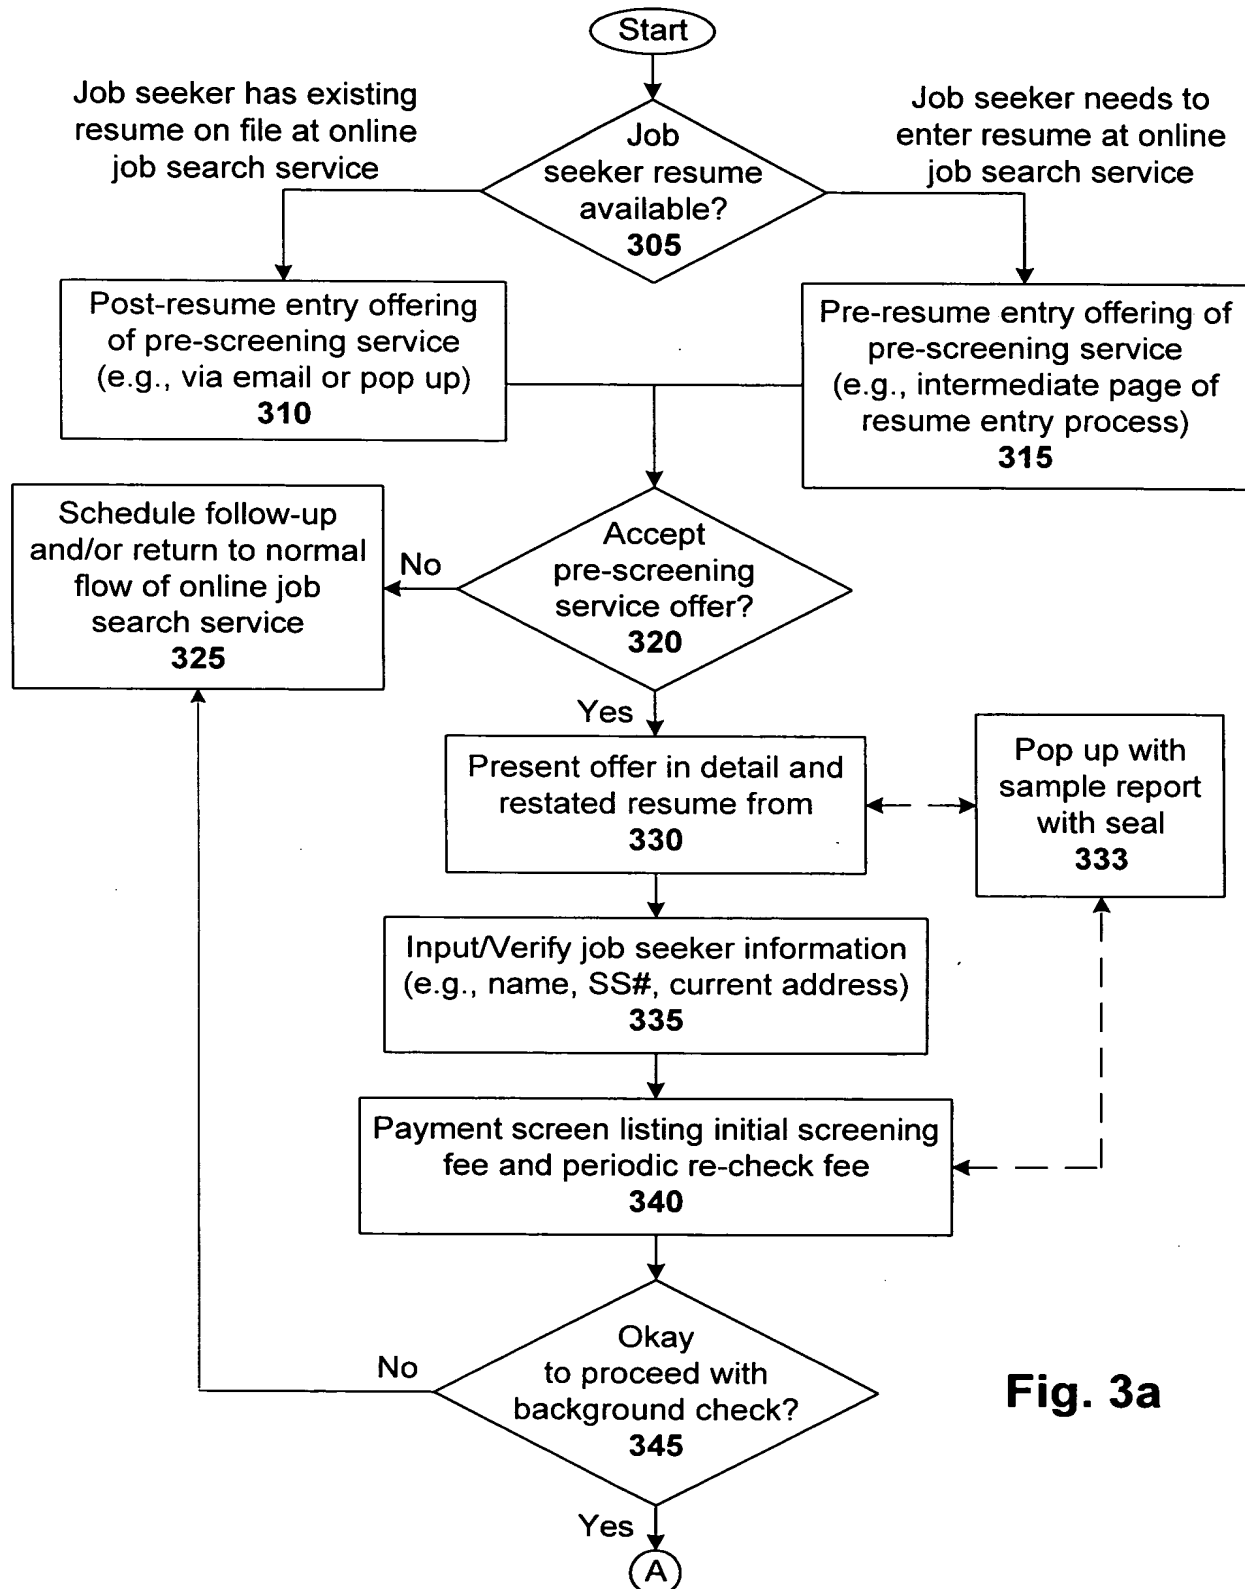 Start
Job seeker has existing
resume on file at online
job search service
Job seeker needs to
enter resume at online
job search service
Job
seeker resume
available?
305
Post-resume entry offering
of pre-screening service
(e.g., via email or pop up)
310
Pre-resume entry offering of
pre-screening service
(e.g., intermediate page of
resume entry process)
315
Schedule follow-up
and/or return to normal
flow of online job
search service
325
No
Accept
pre-screening
service offer?
320
Yes
Present offer in detail and
restated resume from
330
Pop up with
sample report
with seal
333
Input/Verify job seeker information
(e.g., name, SS#, current address)
335
Payment screen listing initial screening
fee and periodic re-check fee
340
No
Okay
to proceed with
background check?
345
Fig. 3a
Yes
A